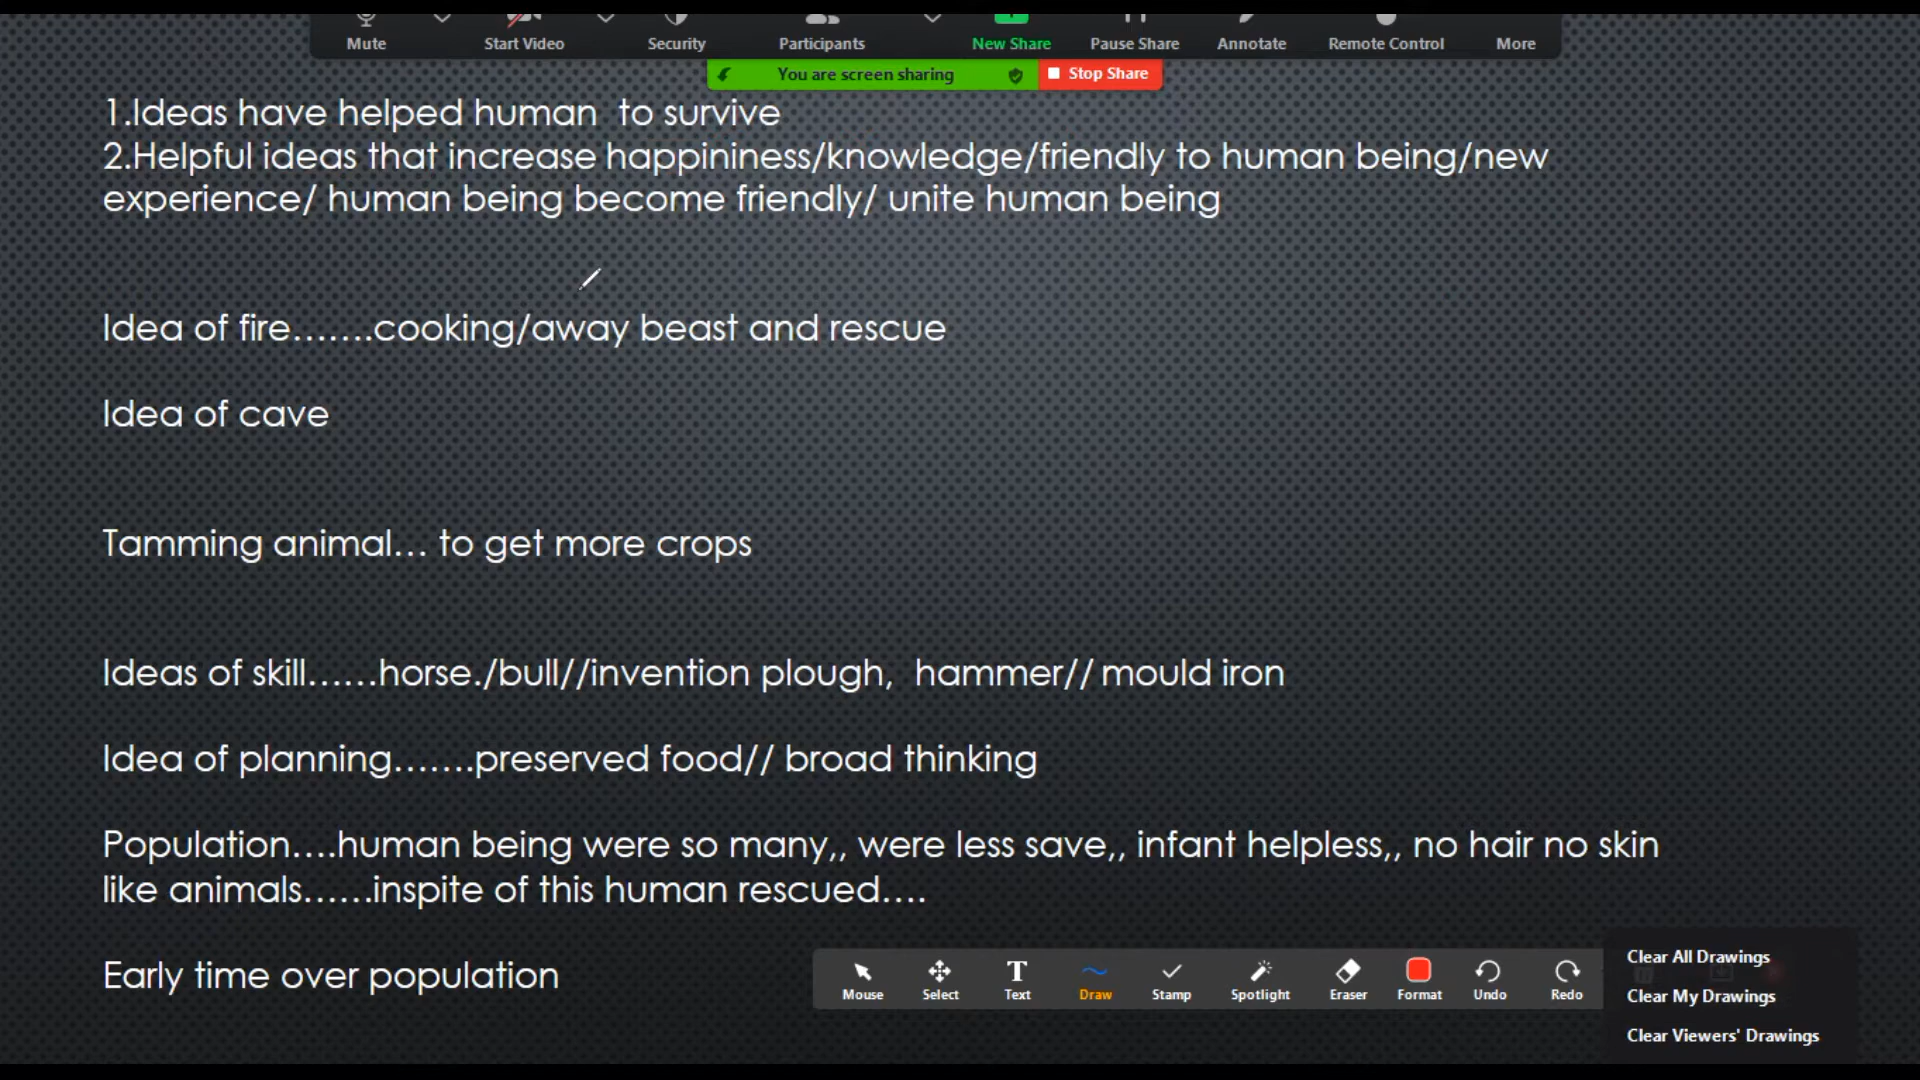 Mute
Start Video
Security
Participants
New Share
Pause Share
Annotate
Remote Control
More
You are screen sharing
Stop Share
1.Ideas have helped human  to survive
2.Helpful ideas that increase happininess/knowledge/friendly to human being/new
experience/ human being become friendly/ unite human being
Idea of fire.......cooking/away beast and rescue
Idea of cave
Tamming animal... to get more crops
Ideas of skill......horse./bull//invention plough,  hammer// mould iron
Idea of planning.......preserved food// broad thinking
Population....human being were so many,, were less save,, infant helpless,, no hair no skin
like animals......inspite of this human rescued....
Early time over population
Mouse
Select
Text
Draw
Stamp
Spotlight
Eraser
Format
Undo
Redo
Clear All Drawings
Clear My Drawings
Clear Viewers' Drawings